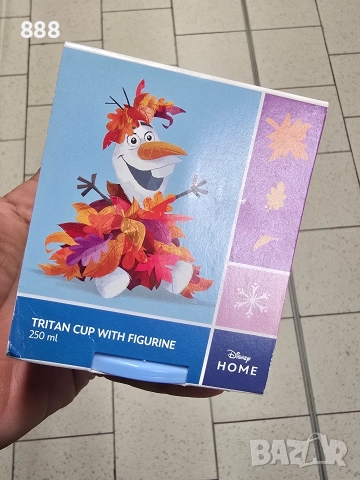 888
TRITAN CUP WITH FIGURINE
250 ml
Disney
HOME
BAZAR